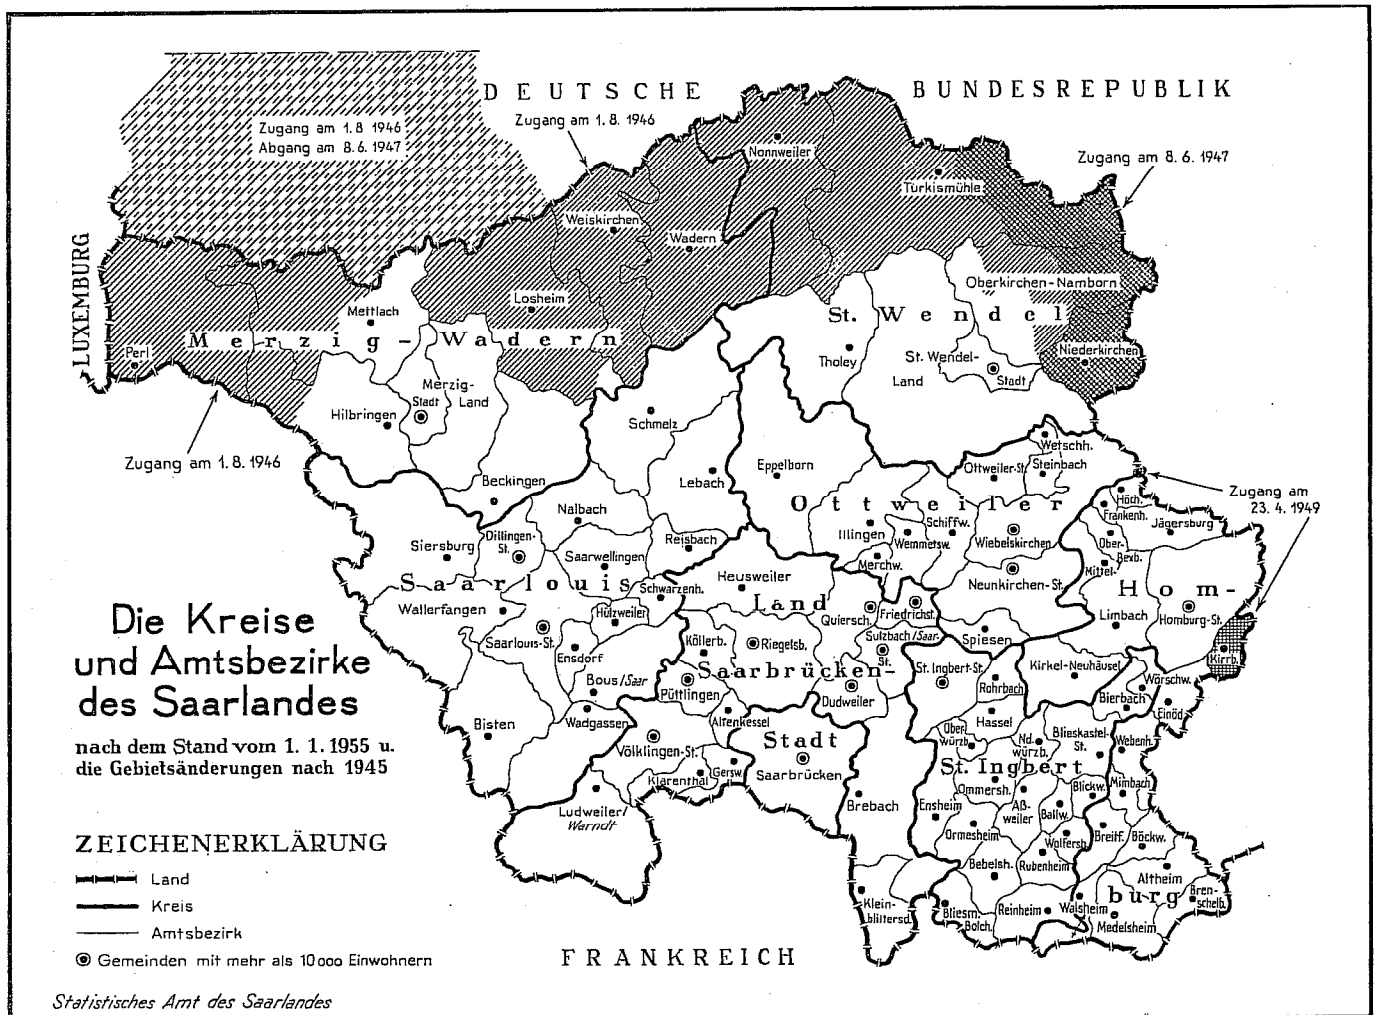 DEUTSCHE BUNDESREPUBLIK
Zugang am 1.8.1946
Zugang am 1.8 1946
Abgang am 8.6.1947
Zugang am 8.6.1947
Nonnweiler
Türkismühle
Weiskirchen
Wadern
LUXEMBURG
Oberkirchen-Namborn
Losheim
Mettlach
St. Wendel
Merzig-Wadern
Perl
Tholey
St. Wendel-
Land
Stadt
Niederkirchen
Merzig-
Land
Stadt
Hilbringen
Schmelz
Zugang am 1.8.1946
Wetschh.
Eppelborn
Ottweiler-St.
Steinbach
Lebach
Beckingen
Zugang am
23.4.1949
Höch.
Ottweiler
Frankenh.
Jägersburg
Nalbach
Dillingen-
St.
Illingen
Schiffw.
Wemmetsw.
Wiebelskirchen
Reisbach
Ober-
Bexb.
Mittel-
Siersburg
Saarwellingen
Merchw.
Saarlouis
Heusweiler
Neunkirchen-St.
Schwarzenh.
Hom-
Wallerfangen
Hülzweiler
Land
Quiersch.
Friedrichst.
Limbach
Homburg-St.
Saarlouis-St.
Köllerb.
Riegelsb.
Sulzbach/Saar.
St.
Spiesen
Ensdorf
Kirrb.
Die Kreise
und Amtsbezirke
des Saarlandes
nach dem Stand vom 1. 1. 1955 u.
die Gebietsänderungen nach 1945
St. Ingbert-St.
Kirkel-Neuhäusel
Saarbrücken-
Bous/Saar
Püttlingen
Rohrbach
Wörschw.
Bierbach
Dudweiler
Einöd
Bisten
Wadgassen
Altenkessel
Hassel
Blieskastel-
St.
Ober-
würzb.
Nd.
würzb.
Webenh.
Stadt
Völklingen-St.
Saarbrücken
Klarenthal
Gersw.
St. Ingbert
Ommersh.
Blickw.
Mimbach
Ludweiler/
Warndt
Brebach
Ensheim
Aß-
weiler
Ballw.
Ormesheim
Wolfersh.
Breitf.
Böckw.
Bebelsh.
Rubenheim
Altheim
Klein-
blittersd.
Bliesm.
Bolch.
Reinheim
Walsheim
burg
Bren-
schelb.
Medelsheim
FRANKREICH
ZEICHENERKLÄRUNG
Land
Kreis
Amtsbezirk
Gemeinden mit mehr als 10 000 Einwohnern
Statistisches Amt des Saarlandes